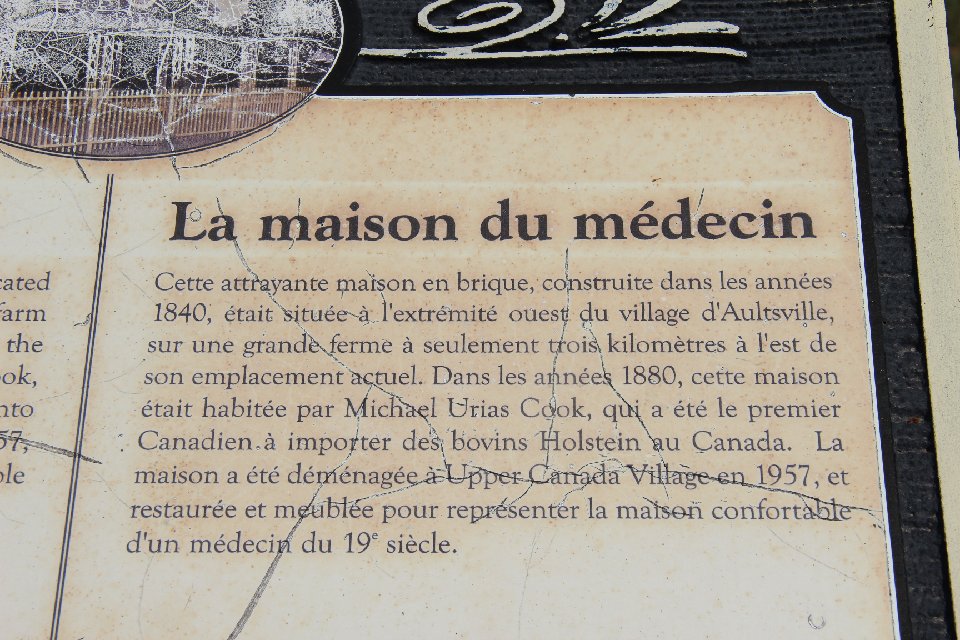 La maison du médecin
Cette attrayante maison en brique, construite dans les années
1840, était située à l'extrémité ouest du village d'Aultsville,
sur une grande ferme à seulement trois kilomètres à l'est de
son emplacement actuel. Dans les années 1880, cette maison
était habitée par Michael Urias Cook, qui a été le premier
Canadien à importer des bovins Holstein au Canada. La
maison a été déménagée à Upper Canada Village en 1957, et
restaurée et meublée pour représenter la maison confortable
d'un médecin du 19e siècle.
the